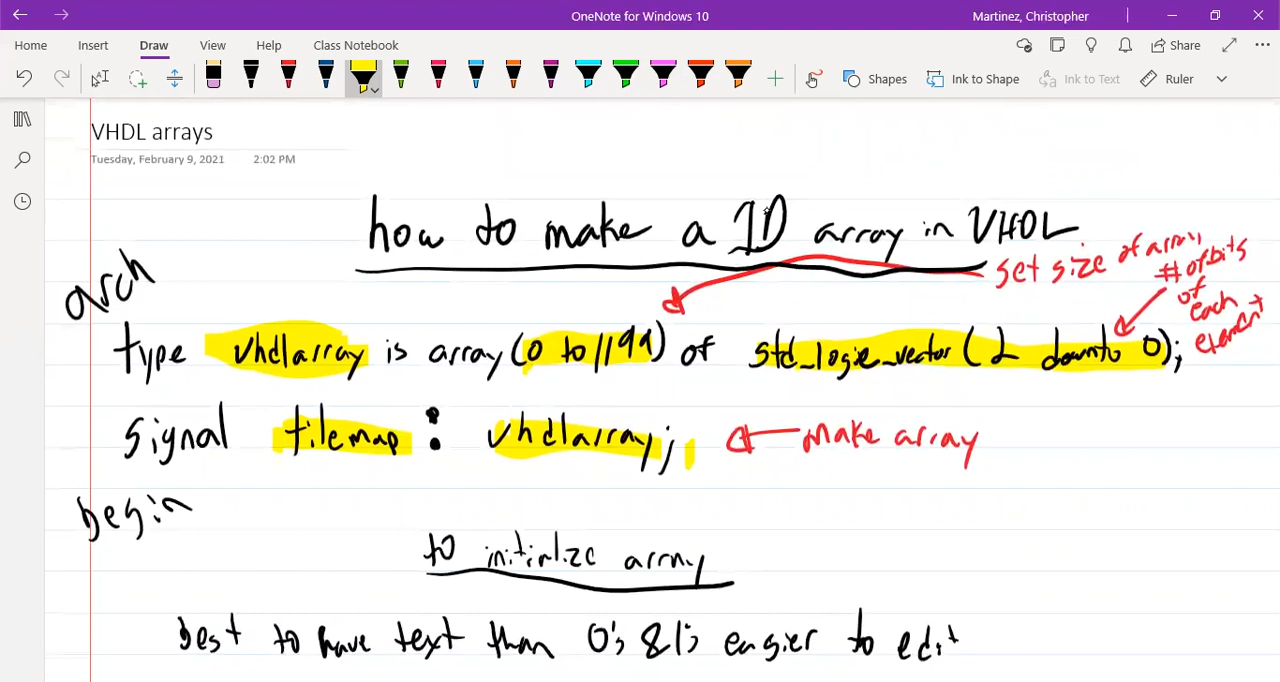 OneNote for Windows 10
Martinez, Christopher
Home Insert Draw View Help Class Notebook Share
Shapes Ink to Shape Ink to Text Ruler
VHDL arrays
Tuesday, February 9, 2021 2:02 PM
how to make a 1D array in VHDL
set size of array
# of bits
of
each
element
arch
type vhdlarray is array (0 to 1199) of std_logic_vector (2 downto 0);
signal tilemap : vhdlarray;
make array
begin
to initialize array
best to have text than 0's & 1's easier to edit